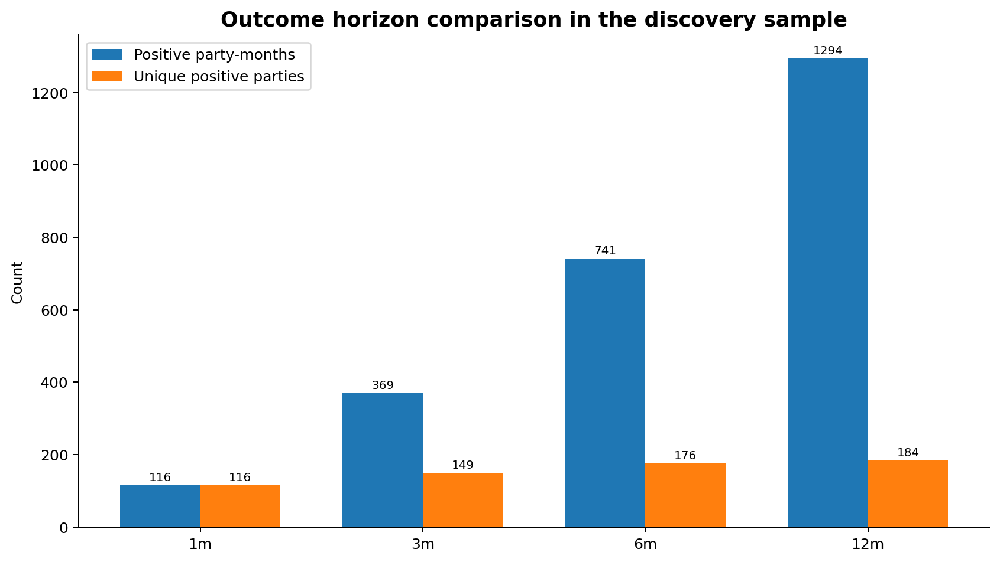 Outcome horizon comparison in the discovery sample
Positive party-months
Unique positive parties
Count
1200
1000
800
600
400
200
0
116
116
369
149
741
176
1294
184
1m
3m
6m
12m